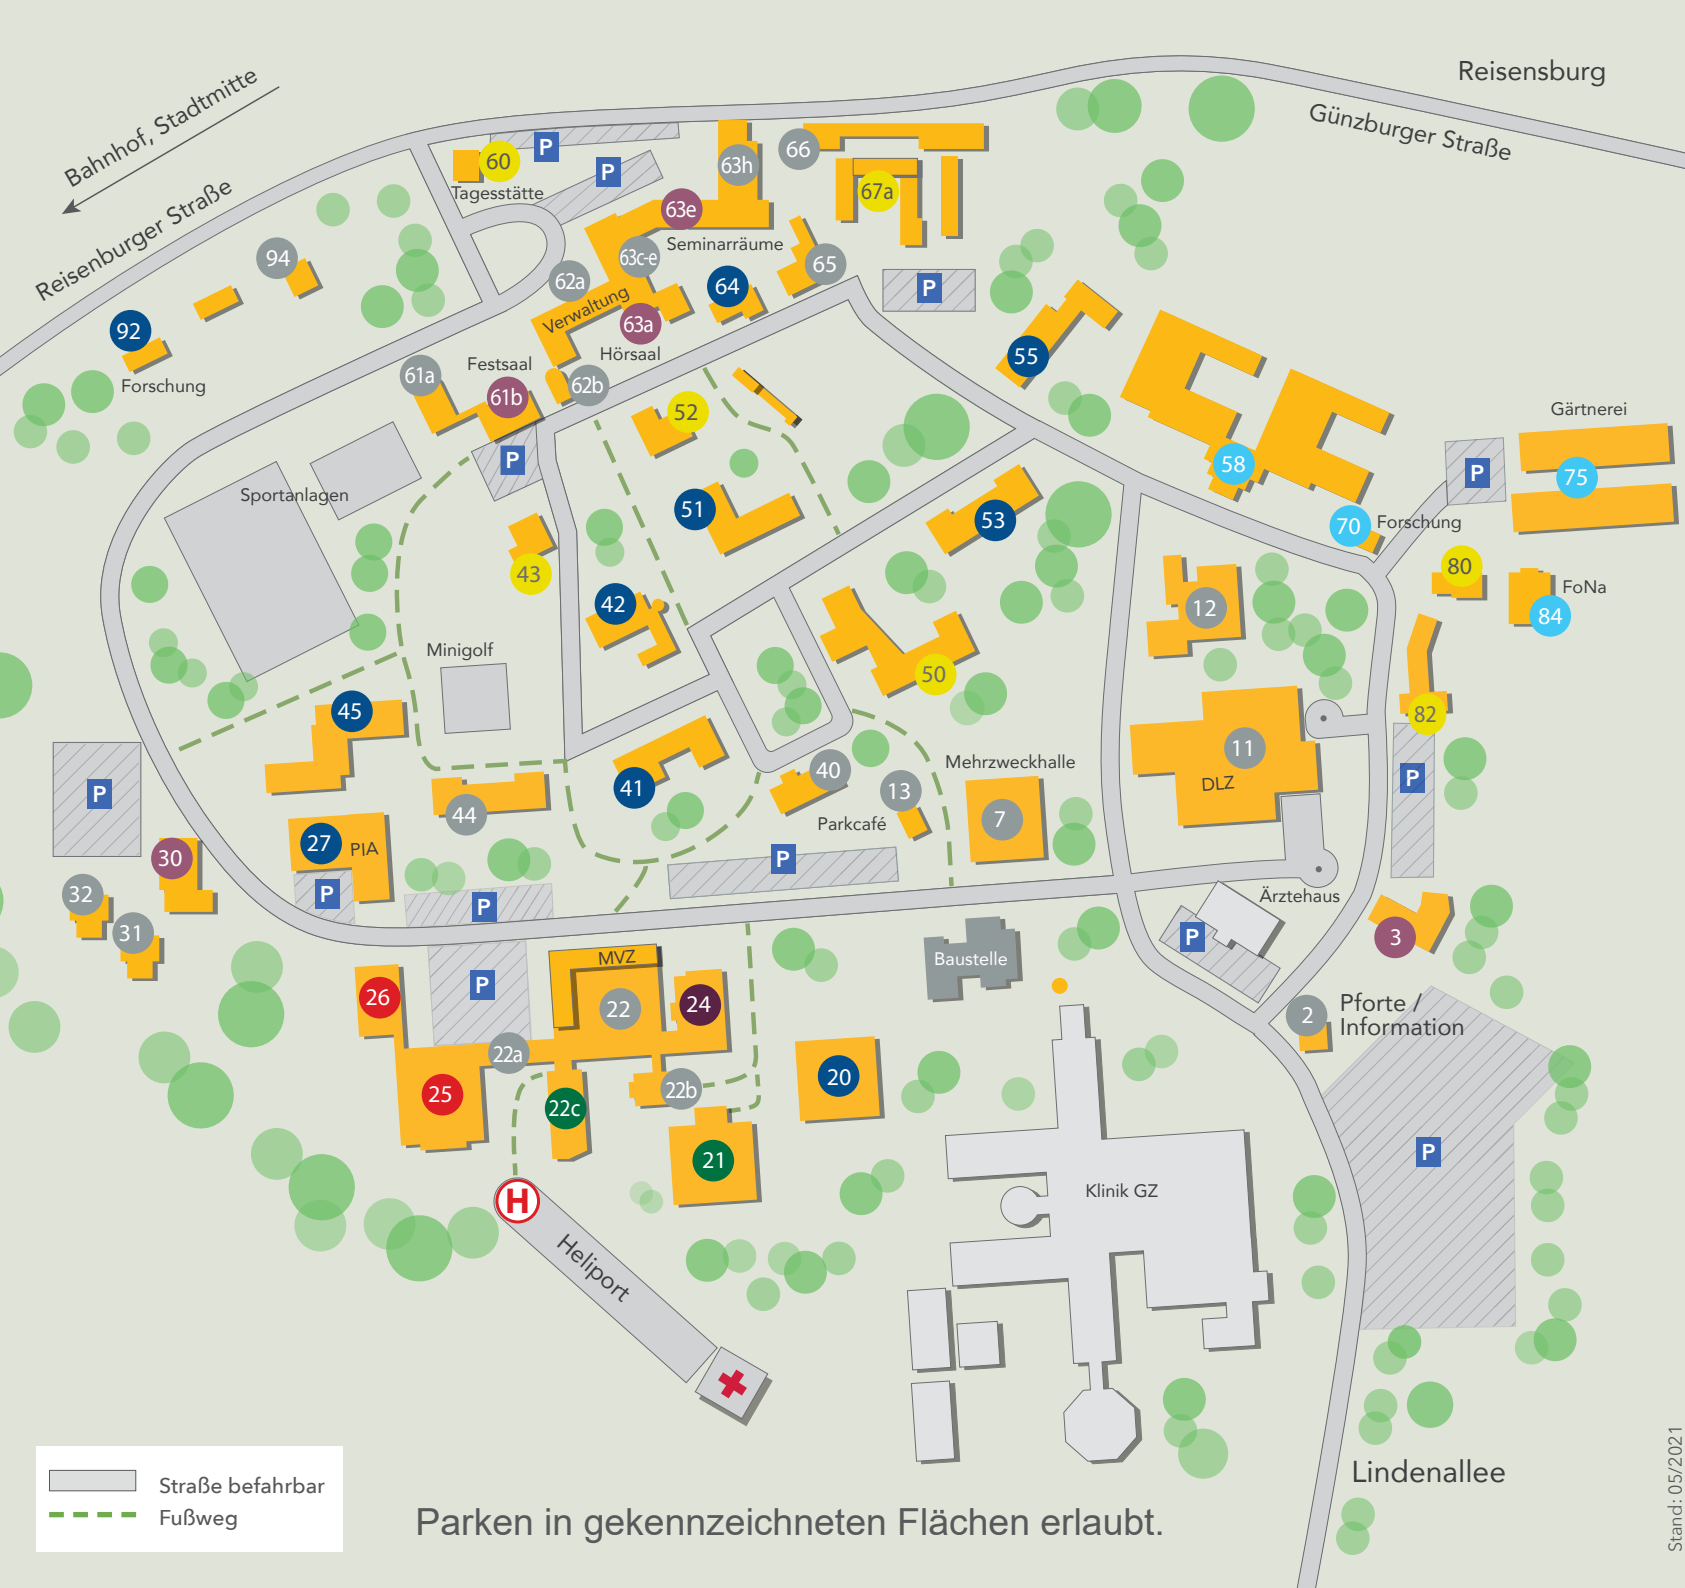 Reisensburg
Günzburger Straße
Bahnhof, Stadtmitte
Reisenburger Straße
P
60
Tagesstätte
P
63h
66
67a
63e
Seminarräume
94
63c-e
65
62a
64
P
Verwaltung
63a
Hörsaal
92
Forschung
55
61a
Festsaal
61b
62b
52
Gärtnerei
P
58
P
75
Sportanlagen
51
53
70
Forschung
43
80
FoNa
42
12
84
Minigolf
50
45
82
11
DLZ
Mehrzweckhalle
40
P
41
13
P
44
Parkcafé
7
27
PIA
30
P
32
P
P
Ärztehaus
31
P
3
MVZ
Baustelle
26
P
22
24
2
Pforte /
Information
22a
20
25
22b
22c
21
P
Klinik GZ
H
Heliport
Lindenallee
Straße befahrbar
Fußweg
Parken in gekennzeichneten Flächen erlaubt.
Stand: 05/2021